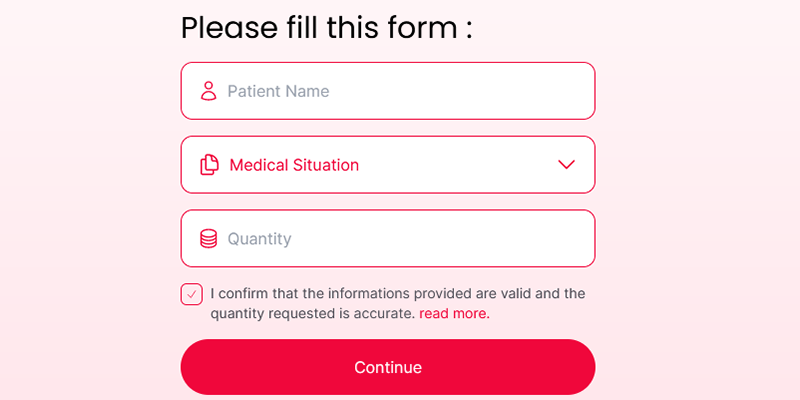 Please fill this form :
Patient Name
Medical Situation
Quantity
I confirm that the informations provided are valid and the
quantity requested is accurate. read more.
Continue